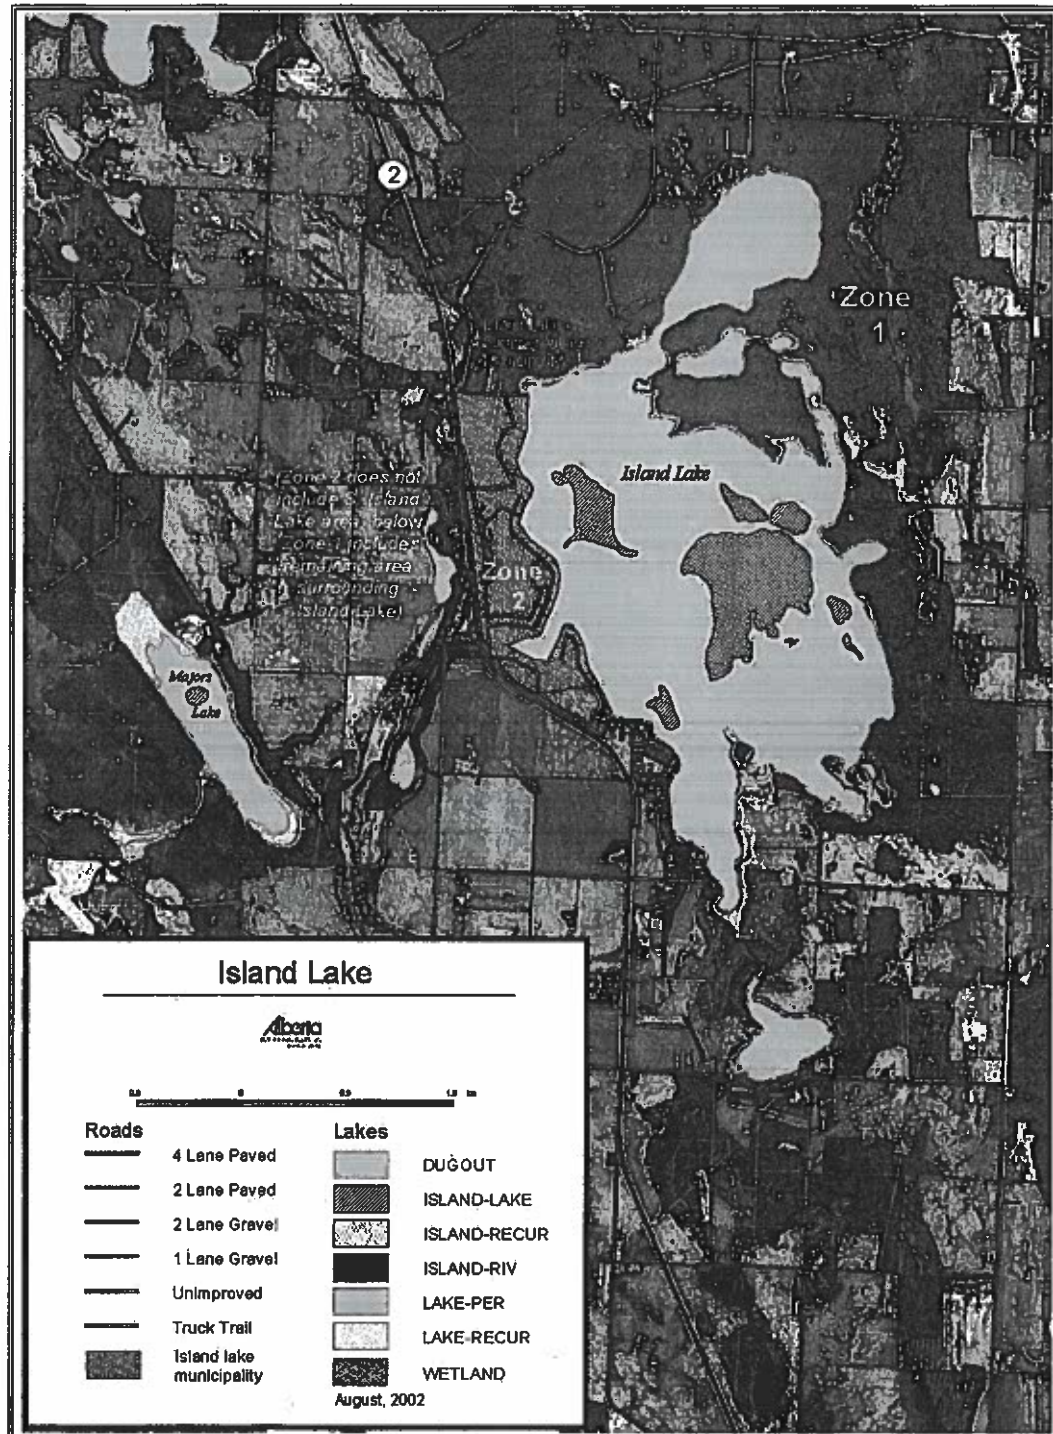 2
Zone
1
Island Lake
Zone 2 does not
include Island
Lake area, below
Zone 1 includes
remaining area
surrounding
Island Lake)
Zone
2
Majors
Lake
Island Lake
Alberta
Roads
4 Lane Paved
2 Lane Paved
2 Lane Gravel
1 Lane Gravel
Unimproved
Truck Trail
Island lake
municipality
Lakes
DUGOUT
ISLAND-LAKE
ISLAND-RECUR
ISLAND-RIV
LAKE-PER
LAKE-RECUR
WETLAND
August, 2002